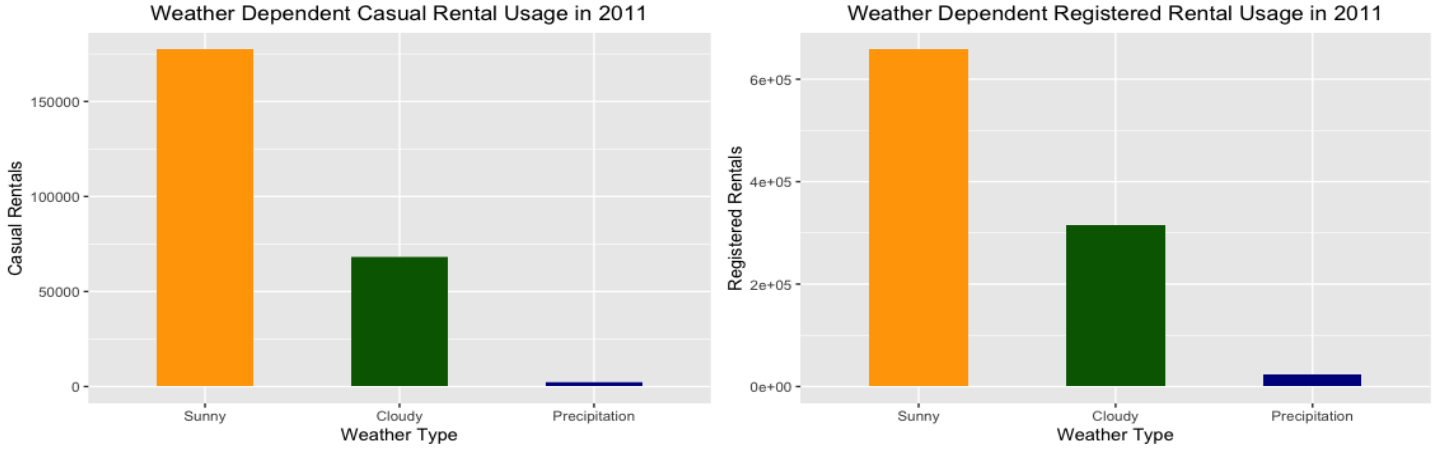 Weather Dependent Casual Rental Usage in 2011
150000
100000
50000
0
Casual Rentals
Sunny
Cloudy
Precipitation
Weather Type
Weather Dependent Registered Rental Usage in 2011
6e+05
4e+05
2e+05
0e+00
Registered Rentals
Sunny
Cloudy
Precipitation
Weather Type